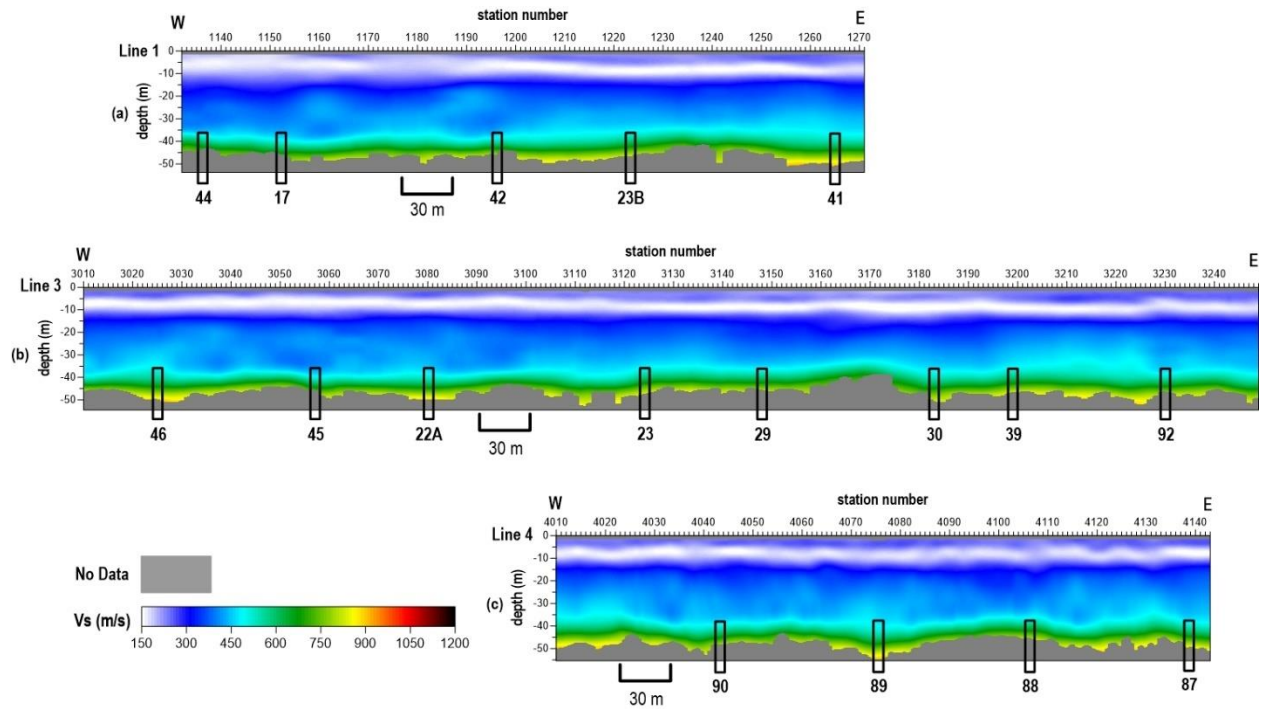 W station number E
1140 1150 1160 1170 1180 1190 1200 1210 1220 1230 1240 1250 1260 1270
Line 1
(a)
depth (m)
0
-10
-20
-30
-40
-50
44 17 42 23B 41
30 m
W station number E
3010 3020 3030 3040 3050 3060 3070 3080 3090 3100 3110 3120 3130 3140 3150 3160 3170 3180 3190 3200 3210 3220 3230 3240
Line 3
(b)
depth (m)
0
-10
-20
-30
-40
-50
46 45 22A 23 29 30 39 92
30 m
W station number E
4010 4020 4030 4040 4050 4060 4070 4080 4090 4100 4110 4120 4130 4140
Line 4
(c)
depth (m)
0
-10
-20
-30
-40
-50
90 89 88 87
30 m
No Data
Vs (m/s)
150 300 450 600 750 900 1050 1200